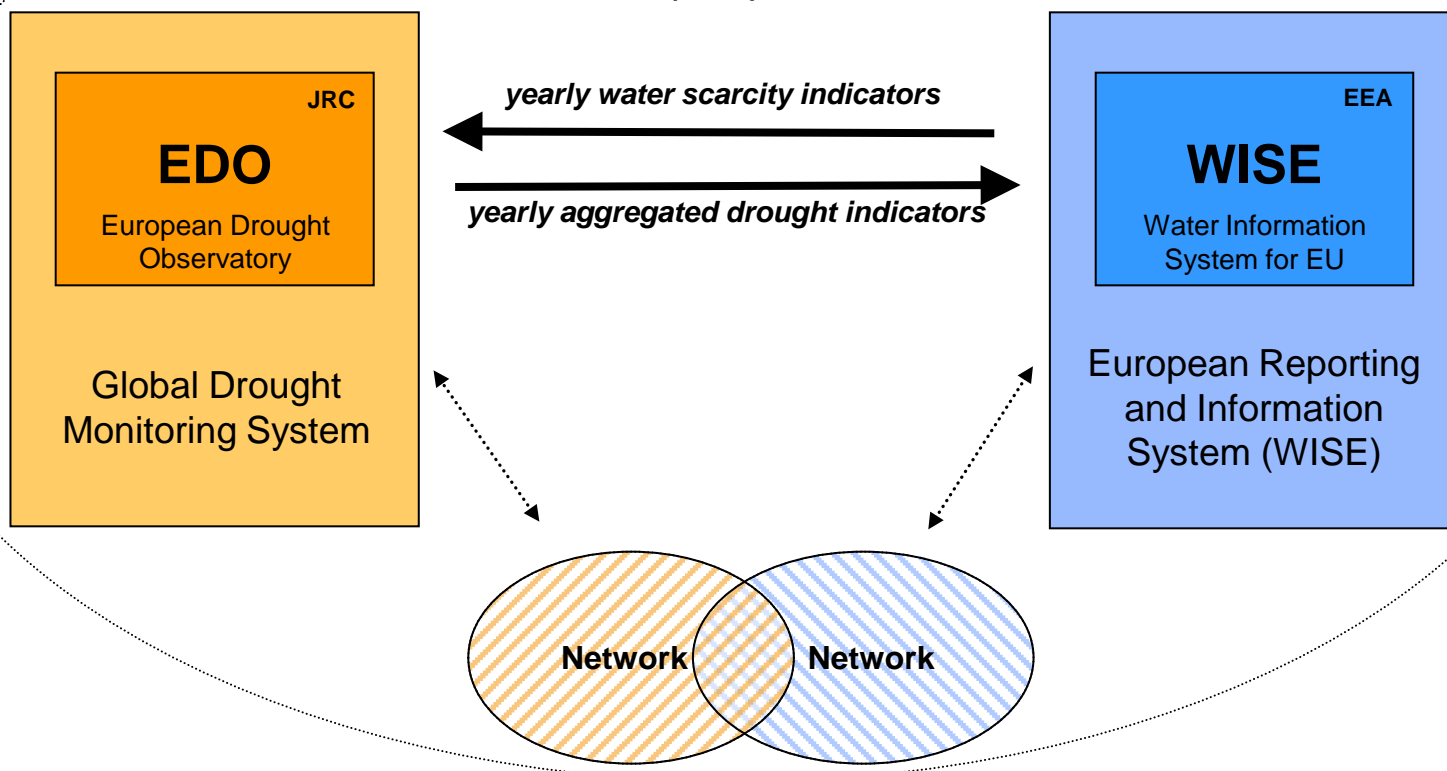 JRC
EDO
European Drought
Observatory
Global Drought
Monitoring System
yearly water scarcity indicators
yearly aggregated drought indicators
EEA
WISE
Water Information
System for EU
European Reporting
and Information
System (WISE)
Network
Network